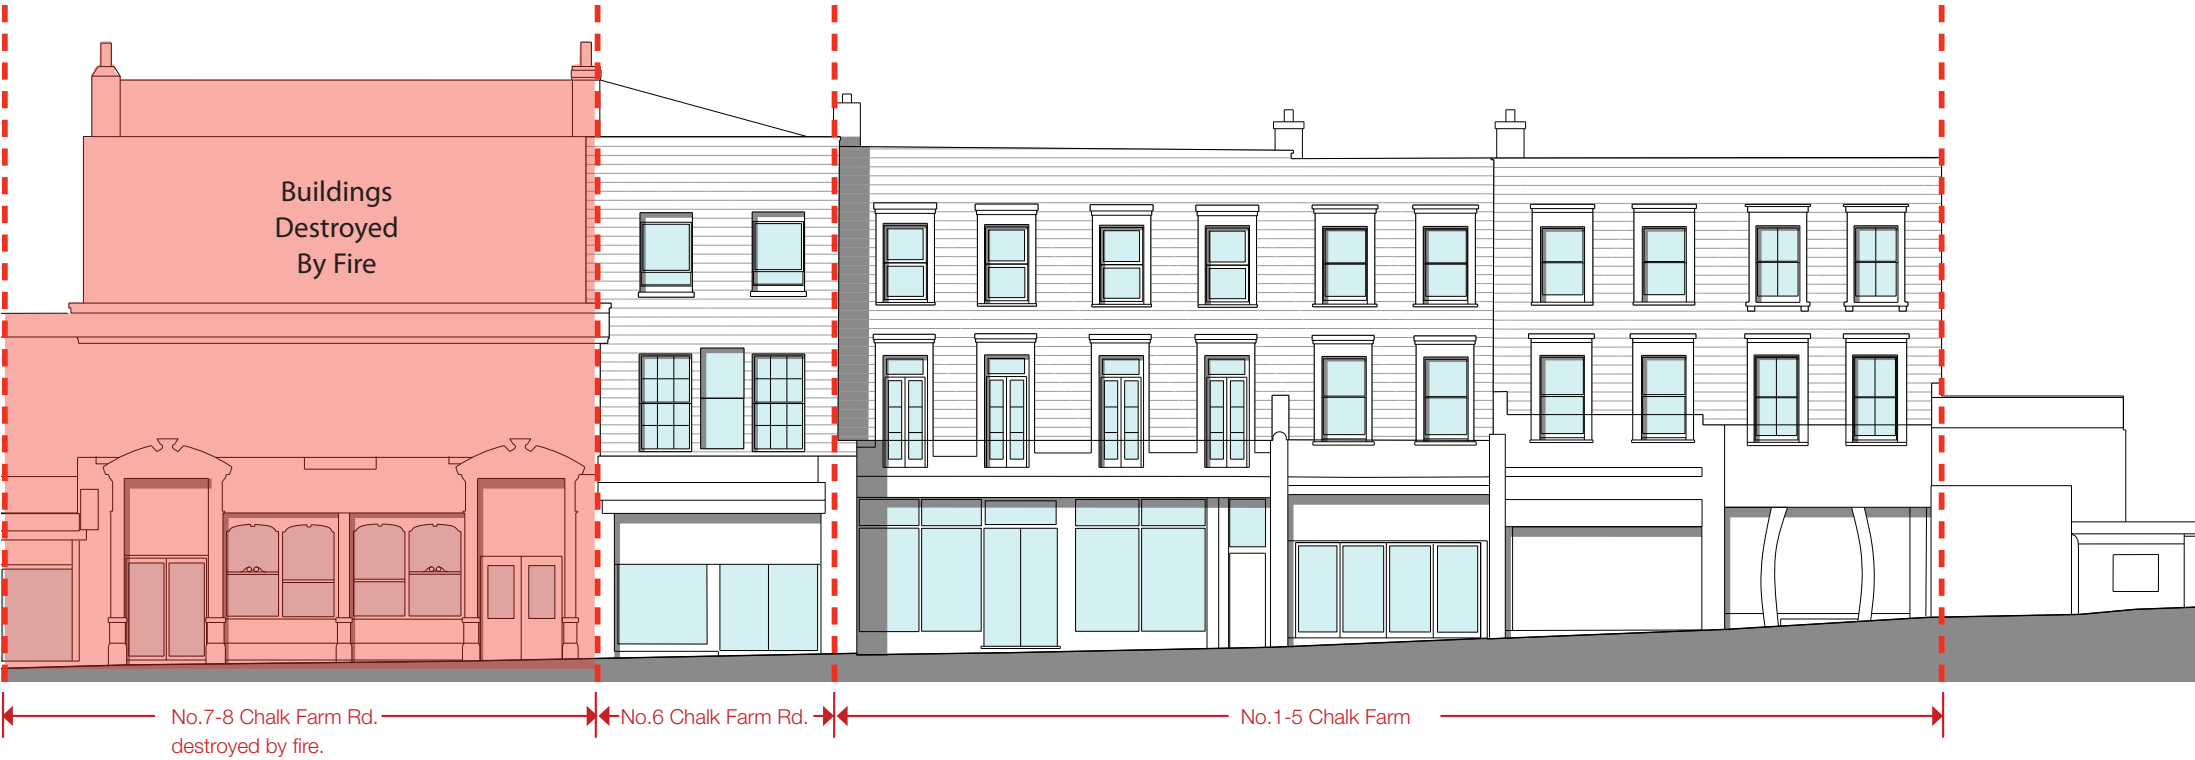 Buildings
Destroyed
By Fire
No.7-8 Chalk Farm Rd.
destroyed by fire.
No.6 Chalk Farm Rd.
No.1-5 Chalk Farm